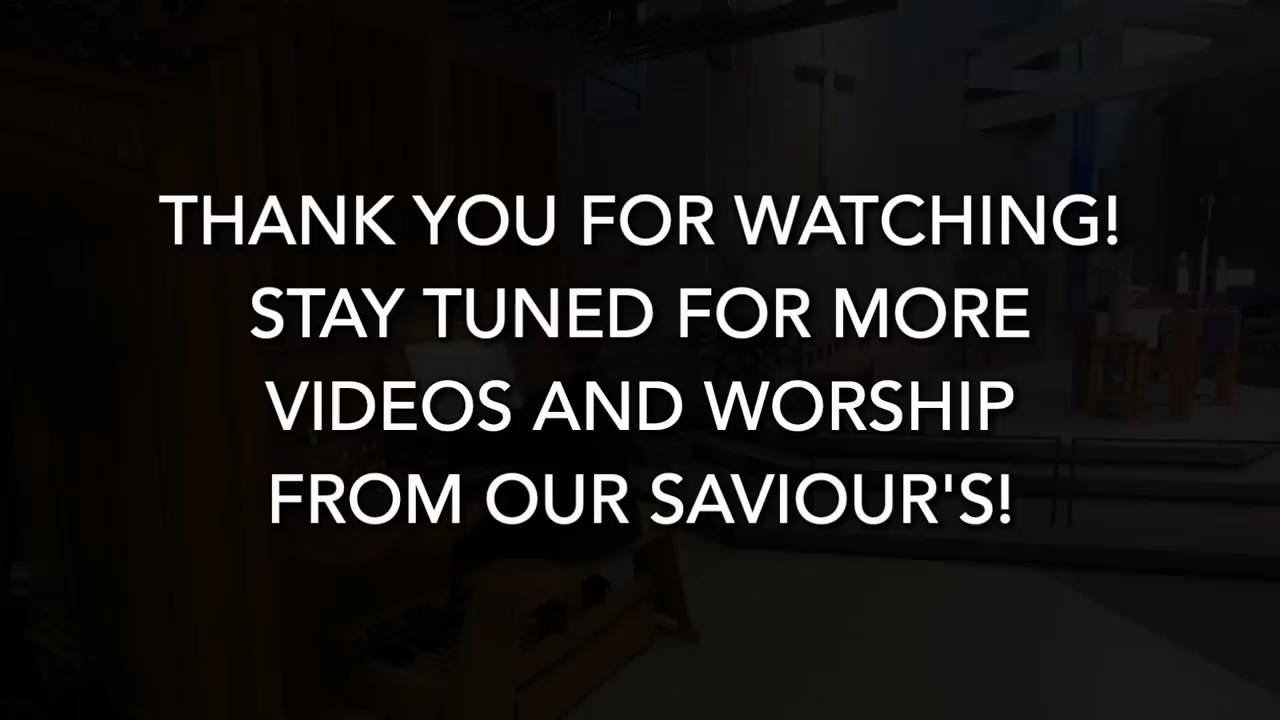 THANK YOU FOR WATCHING!
STAY TUNED FOR MORE
VIDEOS AND WORSHIP
FROM OUR SAVIOUR'S!